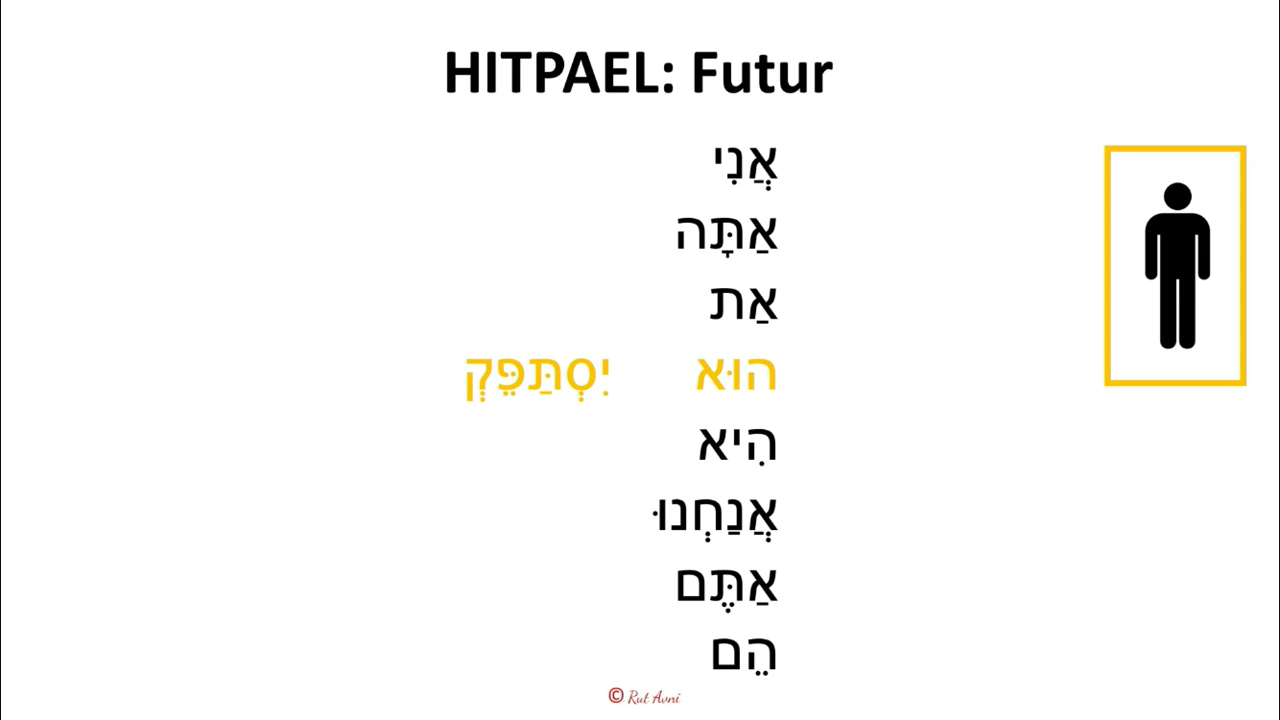 HITPAEL: Futur
אֲנִי
אַתָּה
אַת
הוּא יִסְתַּפֵּקְ
הִיא
אֲנַחְנוּ
אַתֶּם
הֵם
© Rut Avni